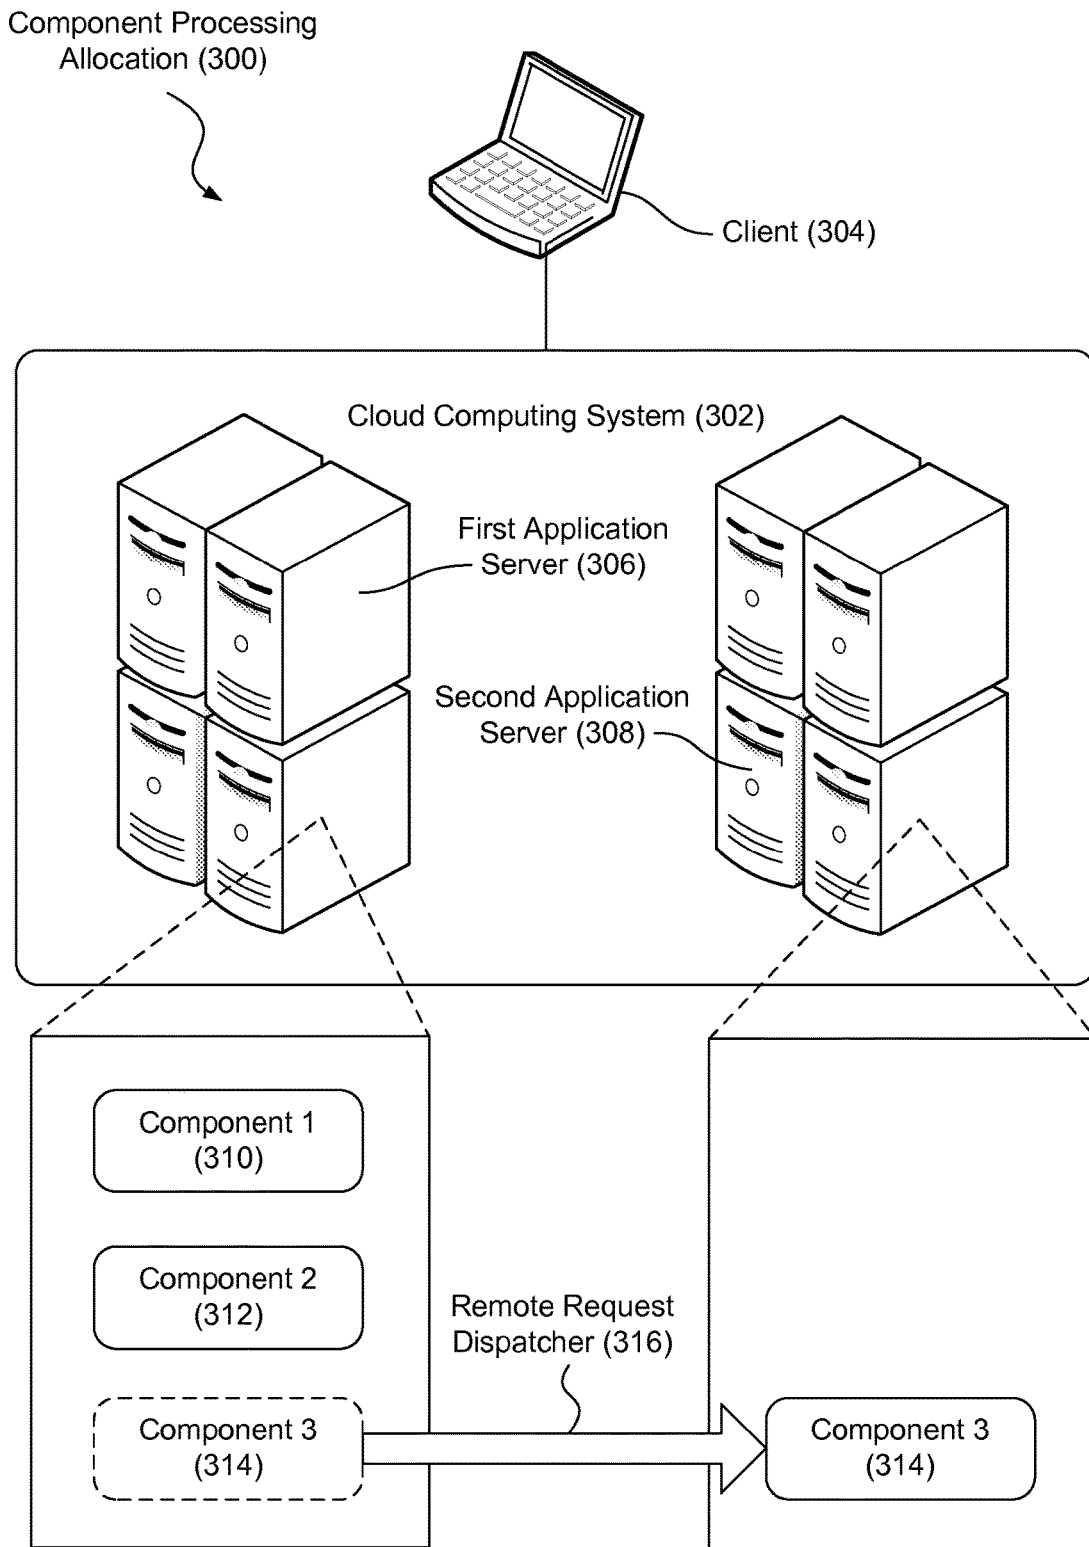 Component Processing
Allocation (300)
Client (304)
Cloud Computing System (302)
First Application
Server (306)
Second Application
Server (308)
Component 1
(310)
Component 2
(312)
Remote Request
Dispatcher (316)
Component 3
(314)
Component 3
(314)